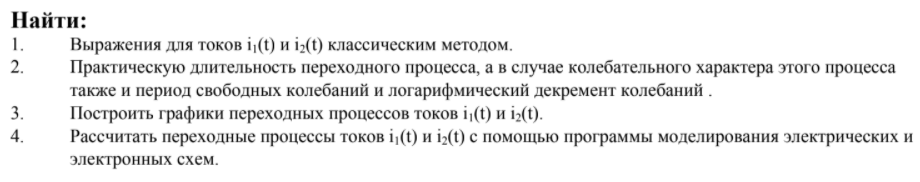 Найти:
1. Выражения для токов i₁(t) и i₂(t) классическим методом.
2. Практическую длительность переходного процесса, а в случае колебательного характера этого процесса
также и период свободных колебаний и логарифмический декремент колебаний .
3. Построить графики переходных процессов токов i₁(t) и i₂(t).
4. Рассчитать переходные процессы токов i₁(t) и i₂(t) с помощью программы моделирования электрических и
электронных схем.